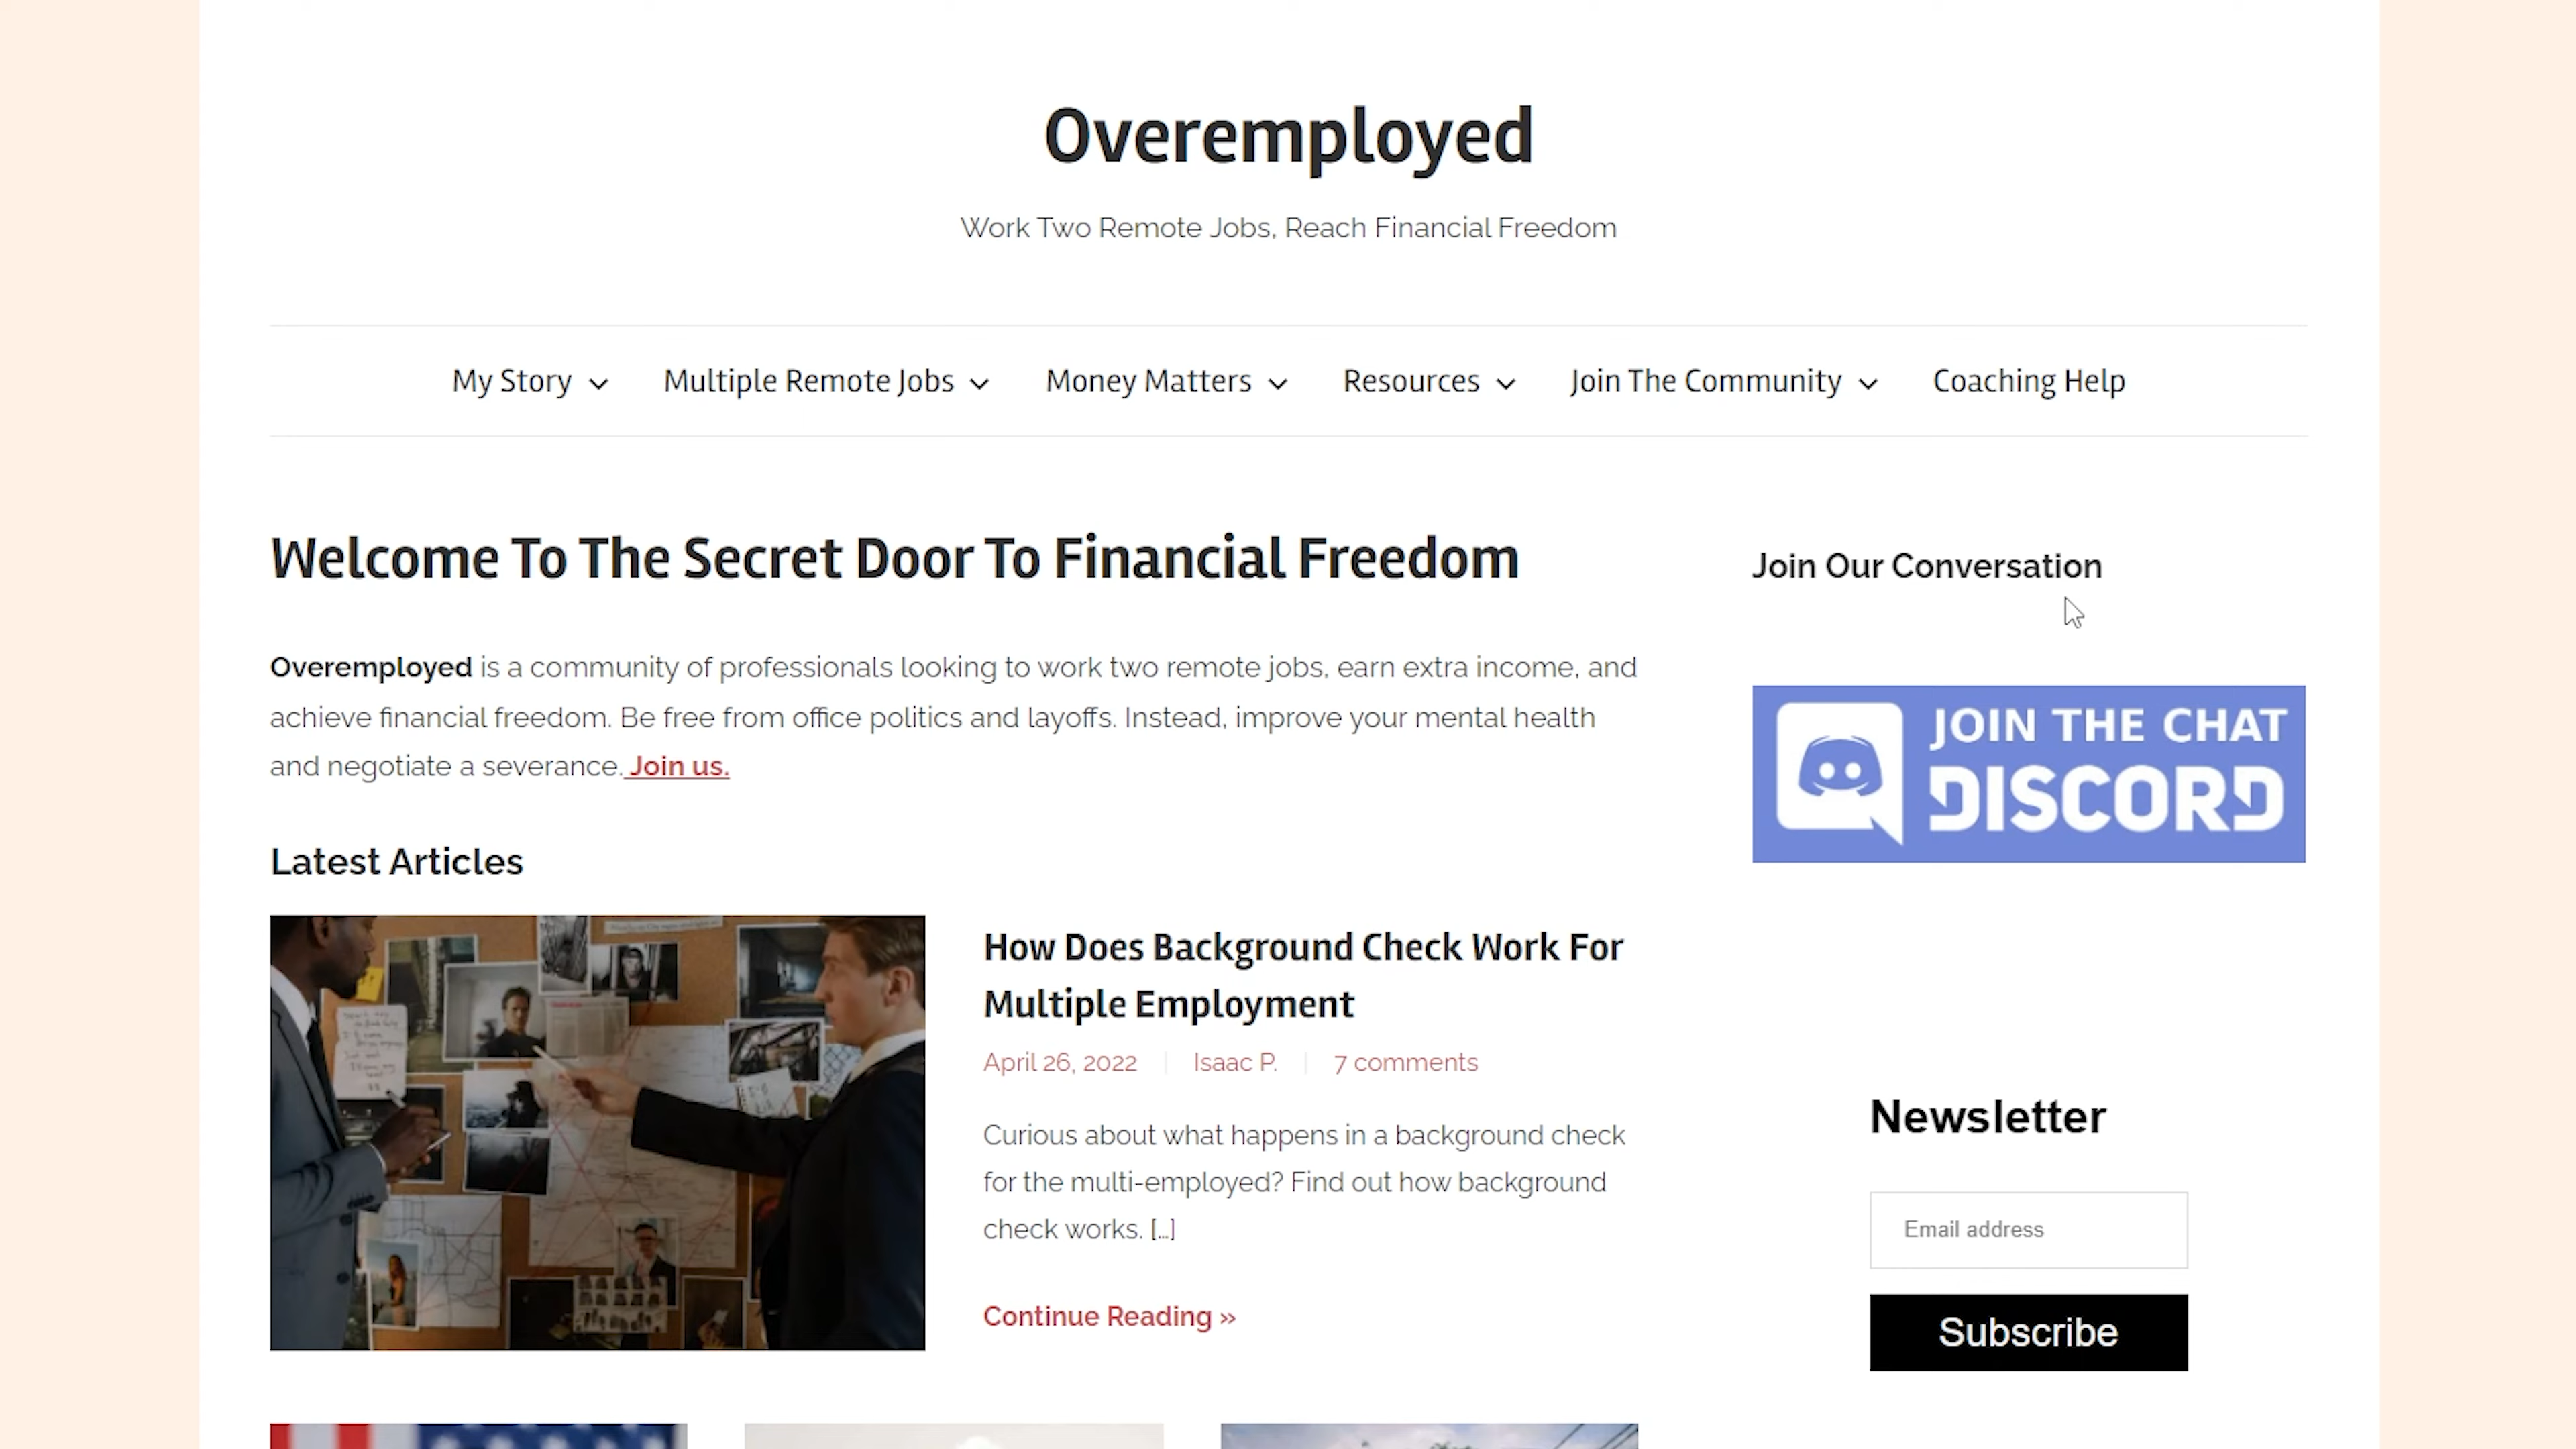 Overemployed
Work Two Remote Jobs, Reach Financial Freedom
My Story
Multiple Remote Jobs
Money Matters
Resources
Join The Community
Coaching Help
Welcome To The Secret Door To Financial Freedom
Overemployed is a community of professionals looking to work two remote jobs, earn extra income, and
achieve financial freedom. Be free from office politics and layoffs. Instead, improve your mental health
and negotiate a severance. Join us.
Latest Articles
How Does Background Check Work For
Multiple Employment
April 26, 2022
Isaac P.
7 comments
Curious about what happens in a background check
for the multi-employed? Find out how background
check works. [...]
Continue Reading »
Join Our Conversation
JOIN THE CHAT
DISCORD
Newsletter
Email address
Subscribe